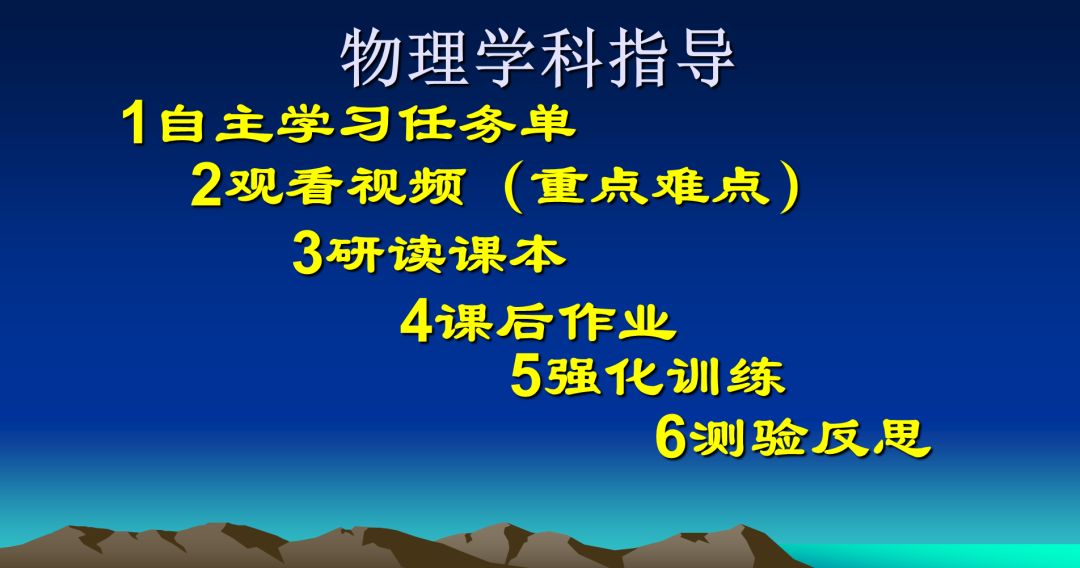 物理学科指导
1自主学习任务单
2观看视频（重点难点）
3研读课本
4课后作业
5强化训练
6测验反思